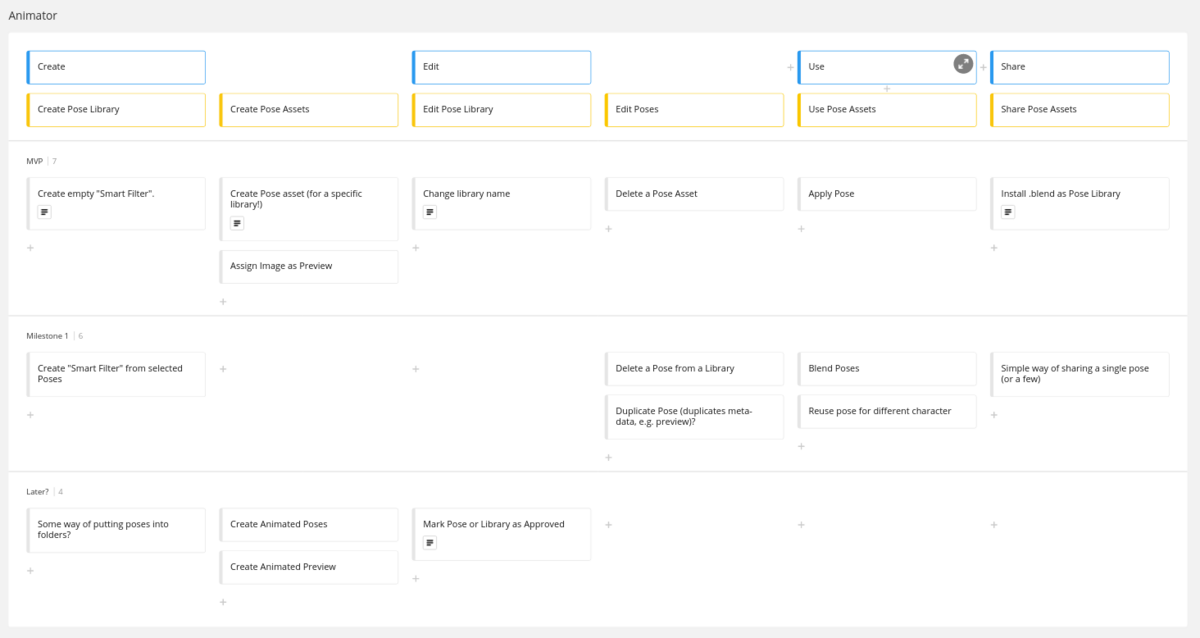 Animator
Create
Edit
Use
Share
Create Pose Library
Create Pose Assets
Edit Pose Library
Edit Poses
Use Pose Assets
Share Pose Assets
MVP | 7
Create empty "Smart Filter".
Create Pose asset (for a specific
library!)
Change library name
Delete a Pose Asset
Apply Pose
Install .blend as Pose Library
Assign Image as Preview
Milestone 1 | 6
Create "Smart Filter" from selected
Poses
Delete a Pose from a Library
Blend Poses
Simple way of sharing a single pose
(or a few)
Duplicate Pose (duplicates meta-
data, e.g. preview)?
Reuse pose for different character
Later? | 4
Some way of putting poses into
folders?
Create Animated Poses
Mark Pose or Library as Approved
Create Animated Preview